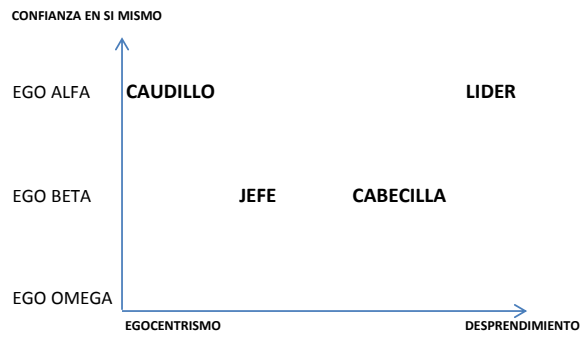 CONFIANZA EN SI MISMO
EGO ALFA CAUDILLO LIDER
EGO BETA JEFE CABECILLA
EGO OMEGA
EGOCENTRISMO DESPRENDIMIENTO